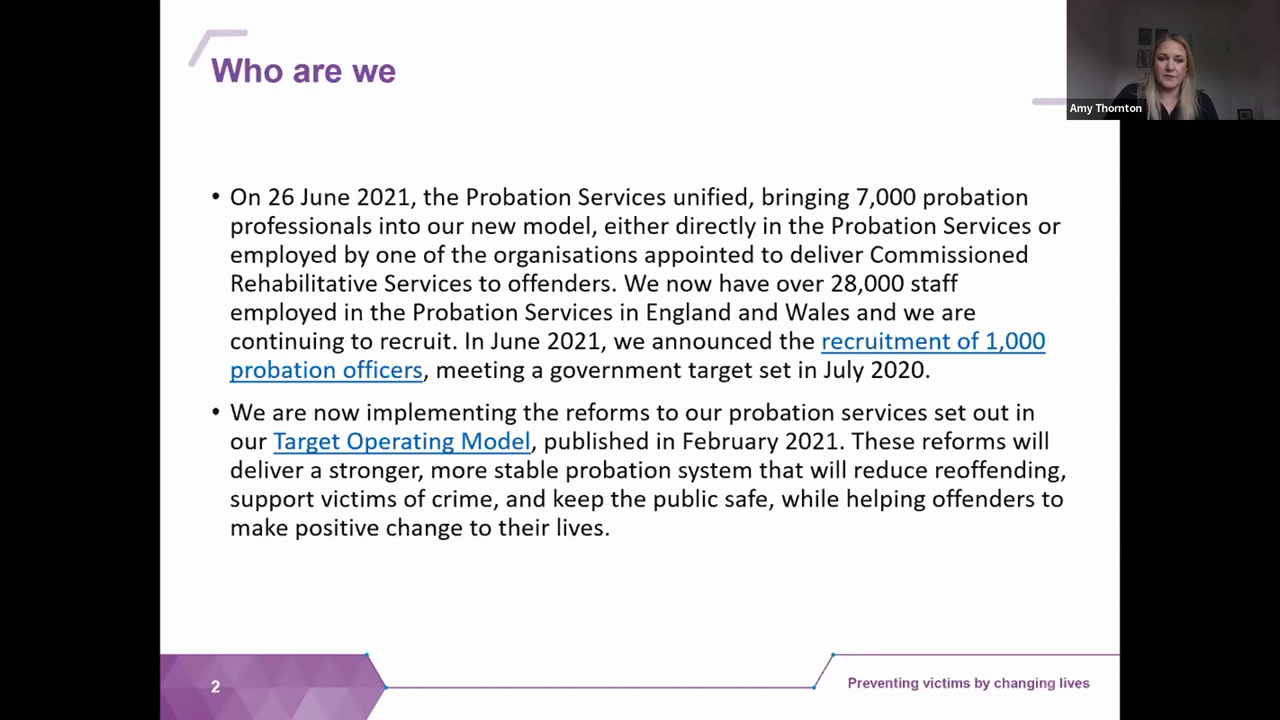 Who are we
Amy Thornton
• On 26 June 2021, the Probation Services unified, bringing 7,000 probation
professionals into our new model, either directly in the Probation Services or
employed by one of the organisations appointed to deliver Commissioned
Rehabilitative Services to offenders. We now have over 28,000 staff
employed in the Probation Services in England and Wales and we are
continuing to recruit. In June 2021, we announced the recruitment of 1,000
probation officers, meeting a government target set in July 2020.
• We are now implementing the reforms to our probation services set out in
our Target Operating Model, published in February 2021. These reforms will
deliver a stronger, more stable probation system that will reduce reoffending,
support victims of crime, and keep the public safe, while helping offenders to
make positive change to their lives.
2
Preventing victims by changing lives